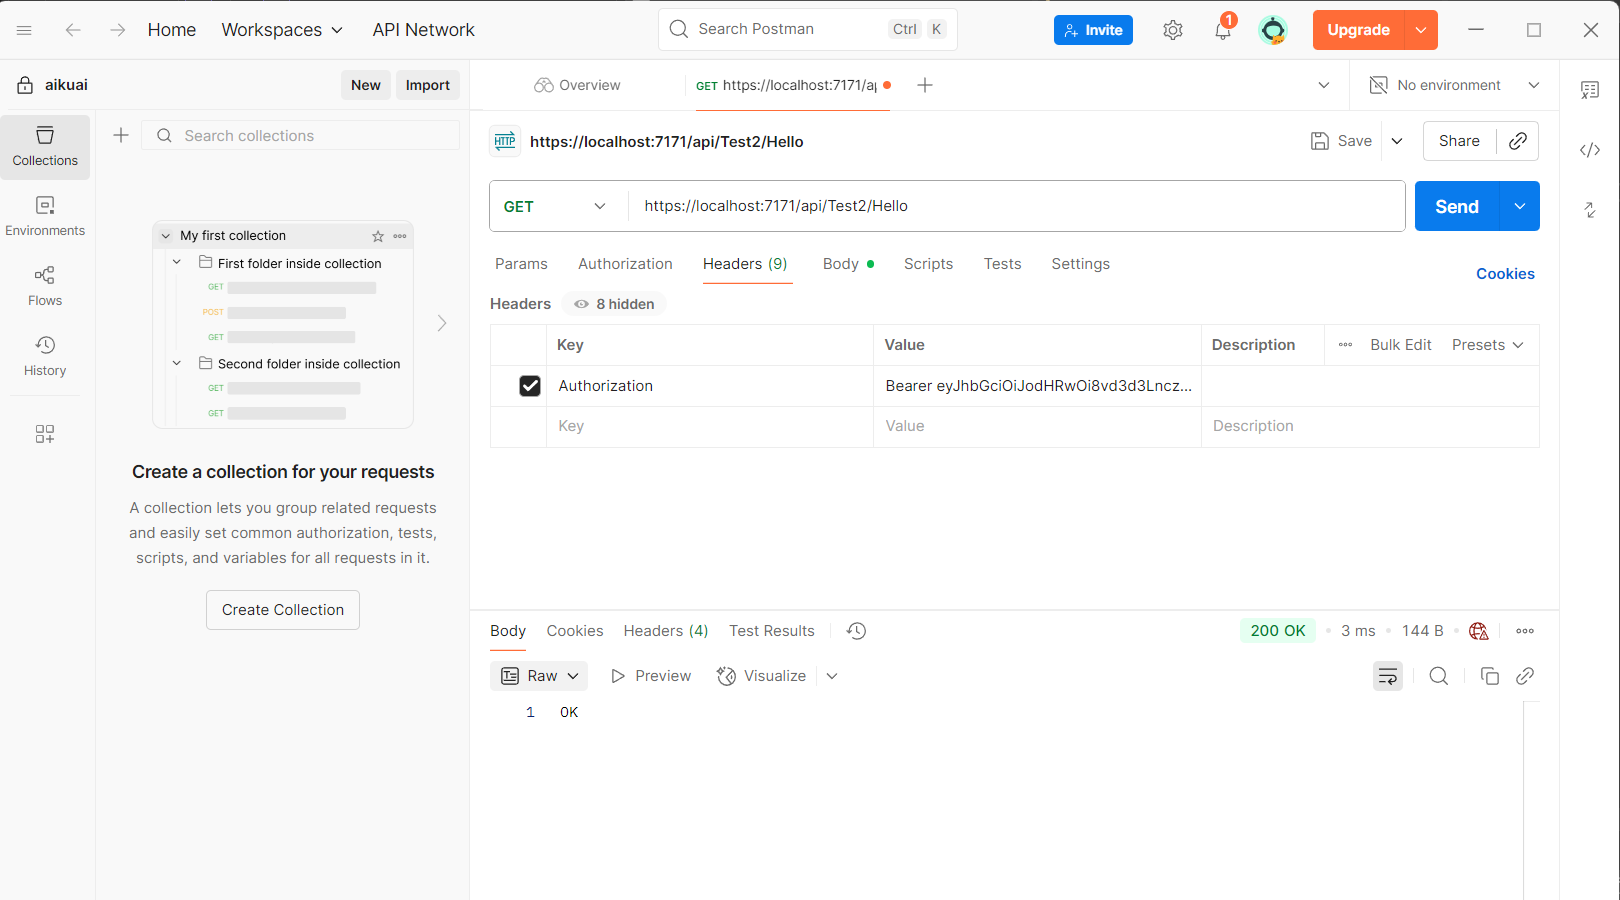 Home Workspaces API Network Search Postman Ctrl K Invite 1 Upgrade
aikuai New Import Overview GET https://localhost:7171/a No environment
Collections
Environments
Flows
History
Search collections
My first collection
First folder inside collection
GET
POST
GET
Second folder inside collection
GET
GET
Create a collection for your requests
A collection lets you group related requests
and easily set common authorization, tests,
scripts, and variables for all requests in it.
Create Collection
HTTP https://localhost:7171/api/Test2/Hello Save Share
GET https://localhost:7171/api/Test2/Hello Send
Params Authorization Headers (9) Body Scripts Tests Settings Cookies
Headers 8 hidden
Key Value Description Bulk Edit Presets
Authorization Bearer eyJhbGciOiJodHRwOi8vd3d3Lncz...
Key Value Description
Body Cookies Headers (4) Test Results 200 OK 3 ms 144 B
Raw Preview Visualize
1 OK